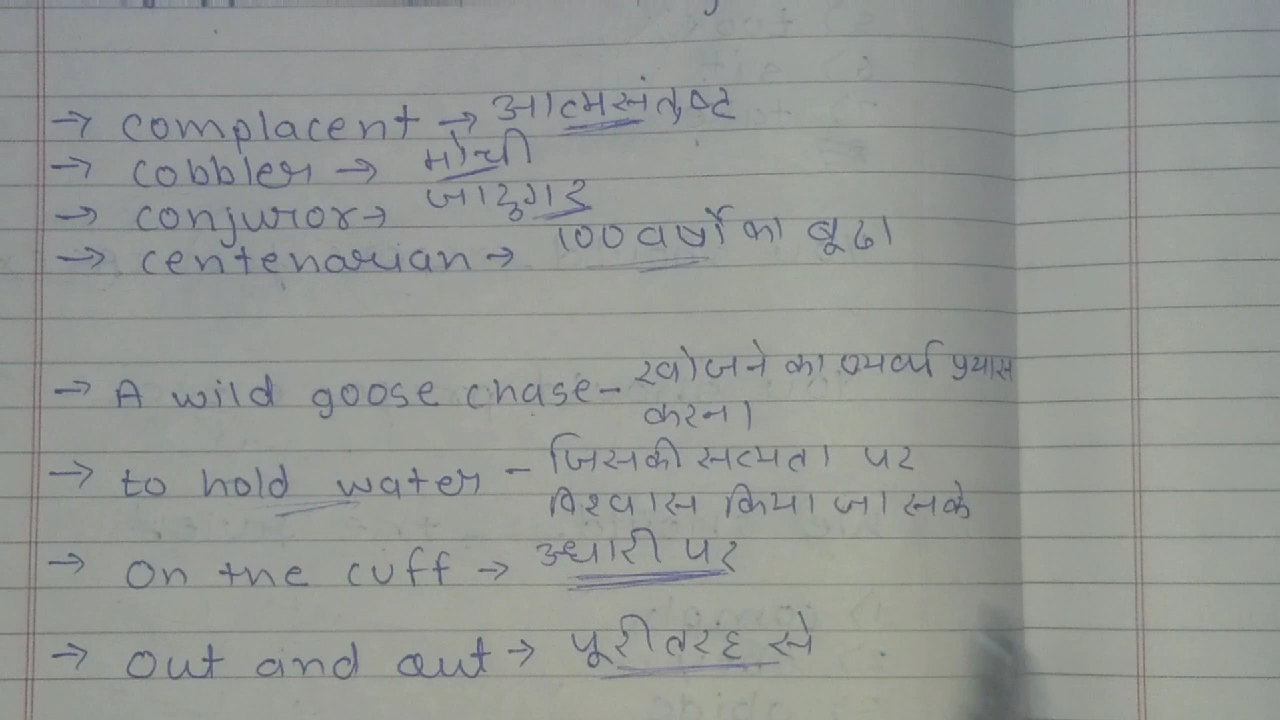 → complacent → आत्मसंतुष्ट
→ cobbler → मोची
→ conjuror → जादुगर
→ centenarian → 100 वर्षों का बूढा
→ A wild goose chase - खोजने का व्यर्थ प्रयास
करना
→ to hold water - जिसकी सत्यता पर
विश्वास किया जा सके
→ on the cuff → उधारी पर
→ out and out → पूरी तरह से